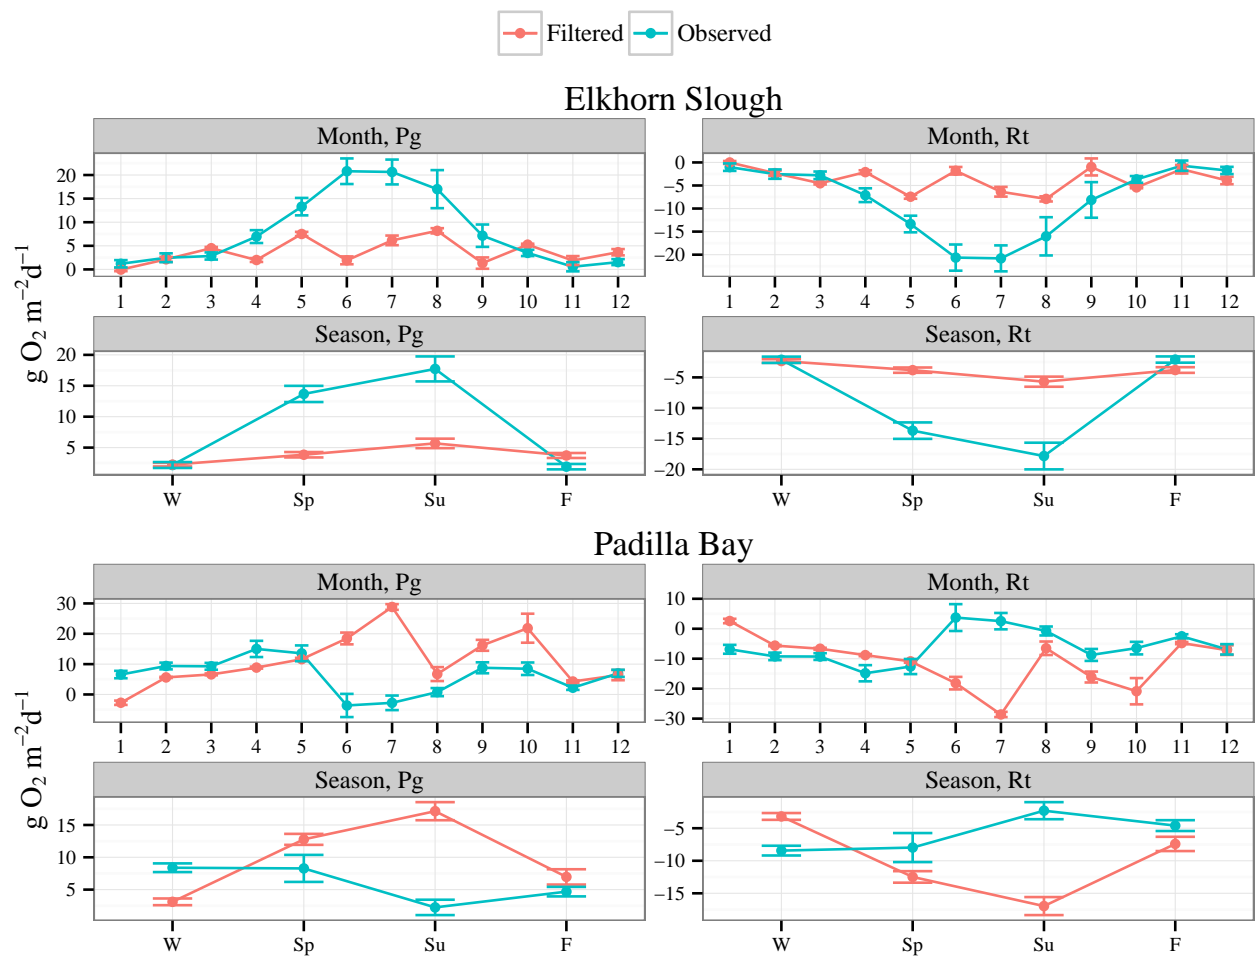 Filtered Observed
Elkhorn Slough
Month, Pg Month, Rt
20
15
10
5
0
1 2 3 4 5 6 7 8 9 10 11 12
0
−5
−10
−15
−20
1 2 3 4 5 6 7 8 9 10 11 12
g O₂ m⁻²d⁻¹
Season, Pg Season, Rt
20
15
10
5
W Sp Su F
−5
−10
−15
−20
W Sp Su F
Padilla Bay
Month, Pg Month, Rt
30
20
10
0
1 2 3 4 5 6 7 8 9 10 11 12
10
0
−10
−20
−30
1 2 3 4 5 6 7 8 9 10 11 12
g O₂ m⁻²d⁻¹
Season, Pg Season, Rt
15
10
5
W Sp Su F
−5
−10
−15
W Sp Su F